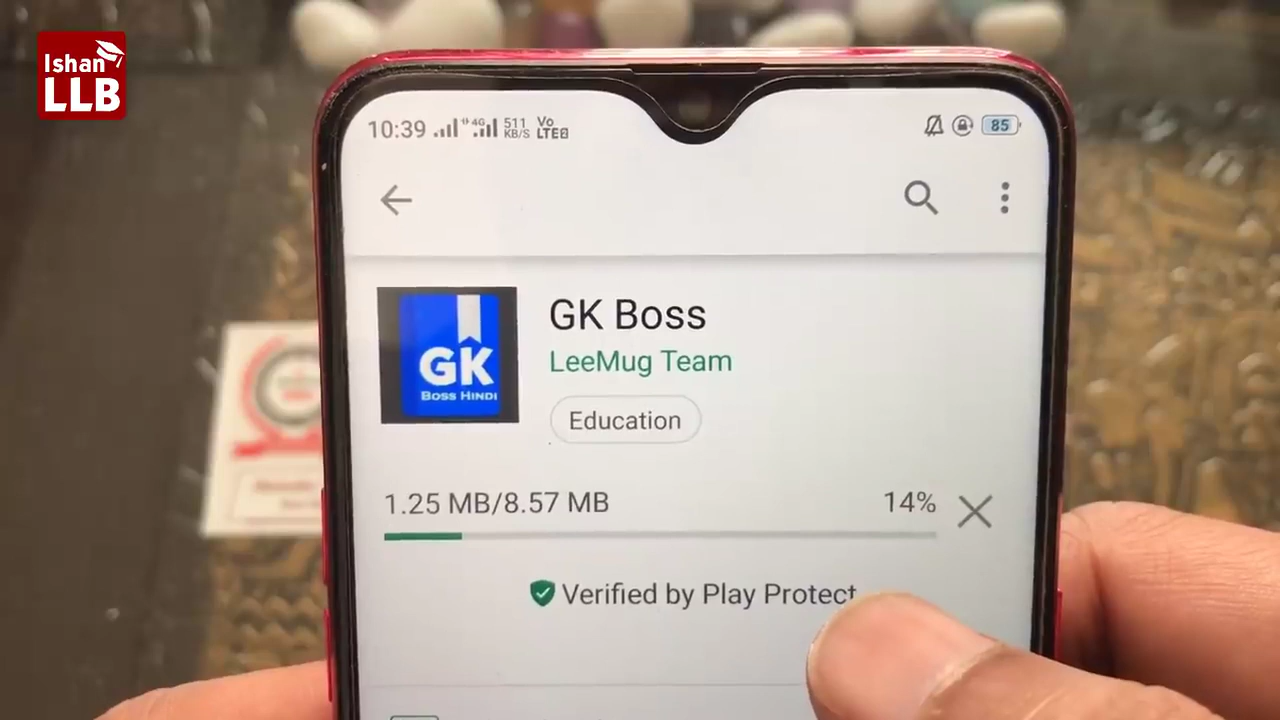 Ishan
LLB
10:39
4G
511
KB/S
Vo
LTE
85
GK Boss
LeeMug Team
GK
Boss Hindi
Education
1.25 MB/8.57 MB
14%
Verified by Play Protect